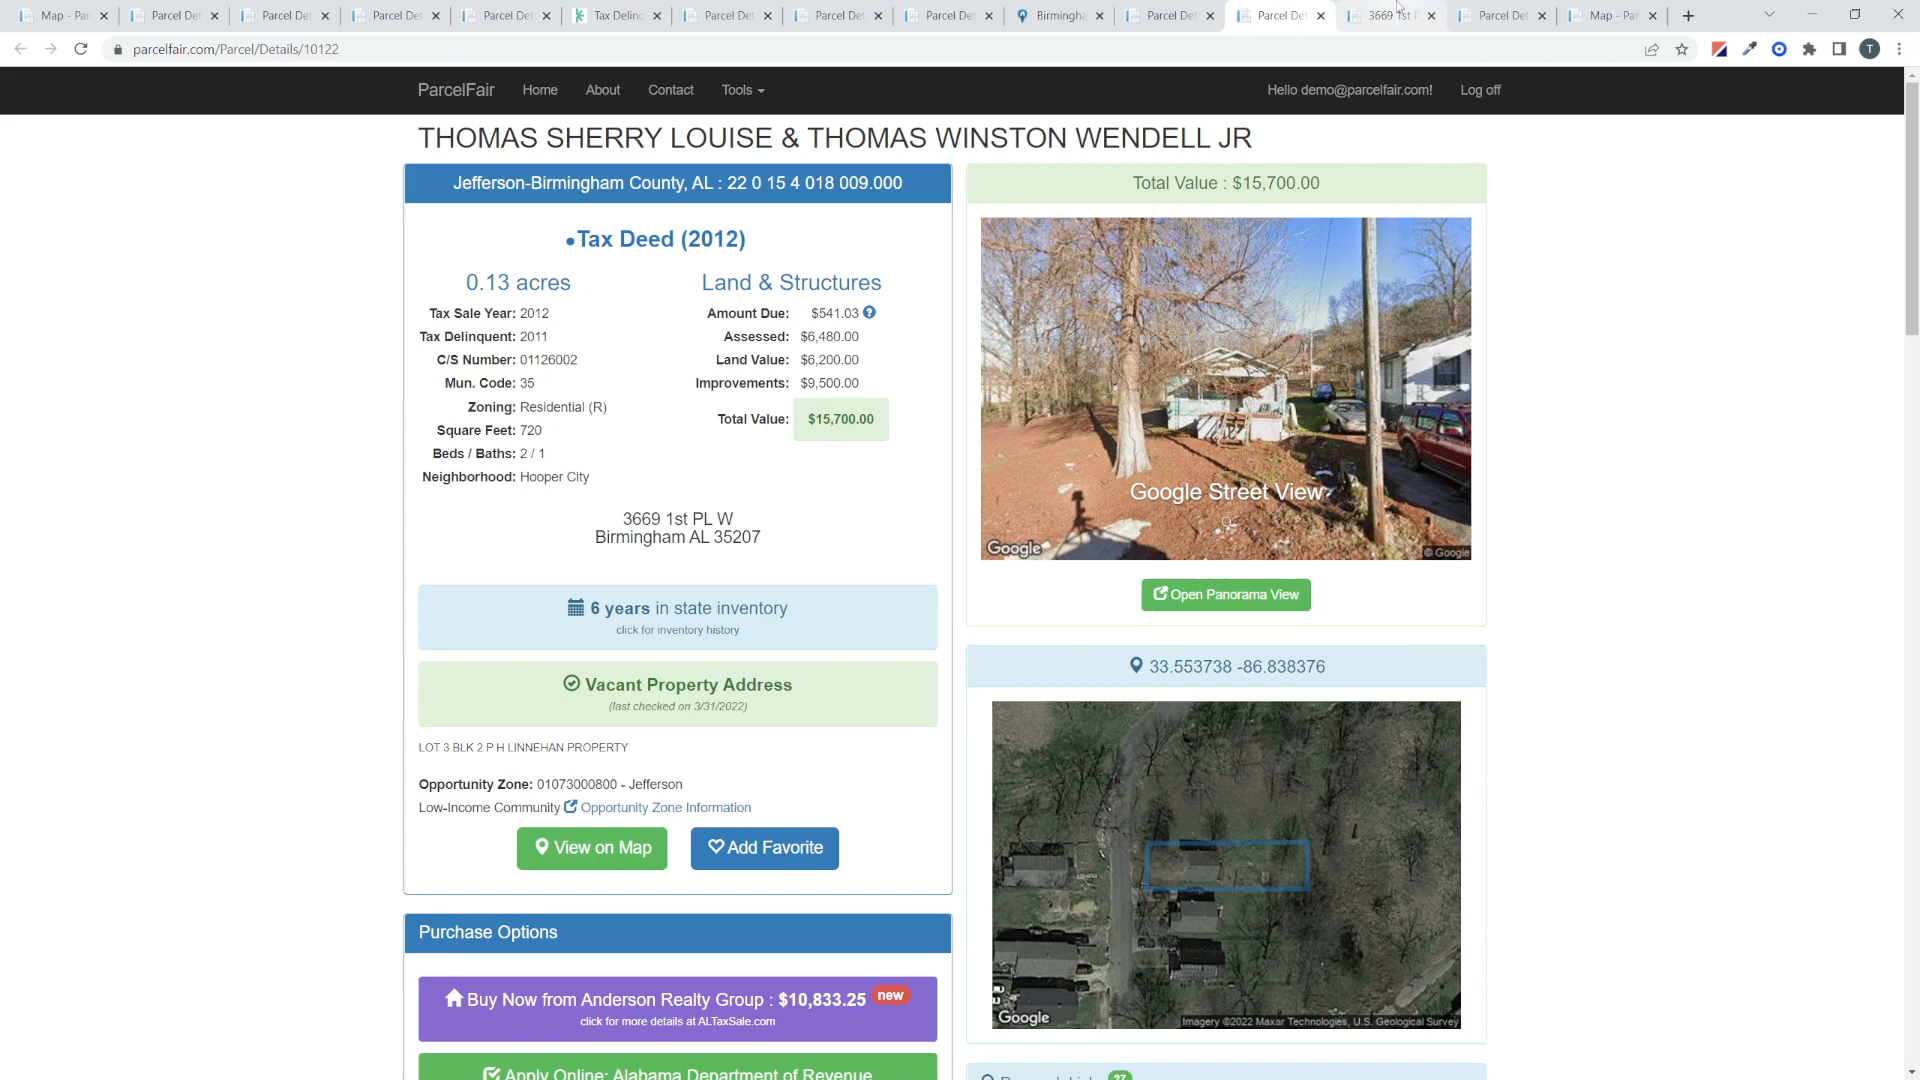 Map - Par
Parcel Det
Parcel Det
Parcel Det
Parcel Det
Tax Delinq
Parcel Det
Parcel Det
Parcel Det
Birmingha
Parcel Det
Parcel Det
3669 1st P
Parcel Det
Map - Par
parcelfair.com/Parcel/Details/10122
T
ParcelFair Home About Contact Tools
Hello demo@parcelfair.com! Log off
THOMAS SHERRY LOUISE & THOMAS WINSTON WENDELL JR
Jefferson-Birmingham County, AL : 22 0 15 4 018 009.000
•Tax Deed (2012)
0.13 acres
Tax Sale Year: 2012
Tax Delinquent: 2011
C/S Number: 01126002
Mun. Code: 35
Zoning: Residential (R)
Square Feet: 720
Beds / Baths: 2 / 1
Neighborhood: Hooper City
Land & Structures
Amount Due: $541.03
Assessed: $6,480.00
Land Value: $6,200.00
Improvements: $9,500.00
Total Value: $15,700.00
3669 1st PL W
Birmingham AL 35207
6 years in state inventory
click for inventory history
Vacant Property Address
(last checked on 3/31/2022)
LOT 3 BLK 2 P H LINNEHAN PROPERTY
Opportunity Zone: 01073000800 - Jefferson
Low-Income Community Opportunity Zone Information
View on Map
Add Favorite
Purchase Options
Buy Now from Anderson Realty Group : $10,833.25 new
click for more details at ALTaxSale.com
Apply Online: Alabama Department of Revenue
Total Value : $15,700.00
Google Street View
Google
© Google
Open Panorama View
33.553738 -86.838376
Google
Imagery ©2022 Maxar Technologies, U.S. Geological Survey
27